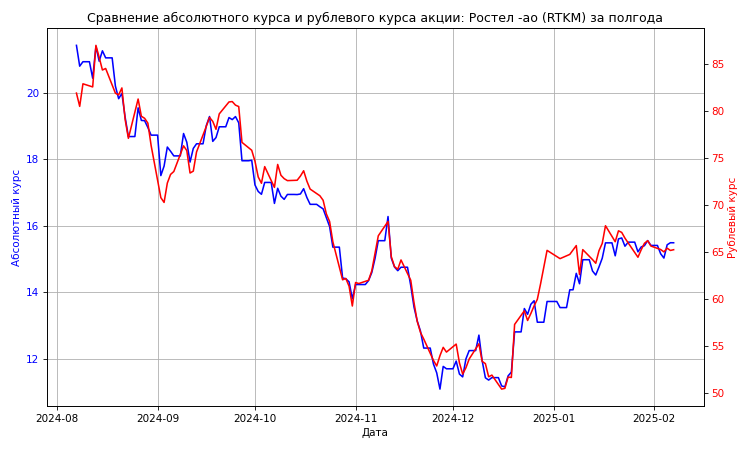 Сравнение абсолютного курса и рублевого курса акции: Ростел -ао (RTKM) за полгода
Абсолютный курс
20
18
16
14
12
85
80
75
70
65
60
55
50
Рублевый курс
2024-08 2024-09 2024-10 2024-11 2024-12 2025-01 2025-02
Дата